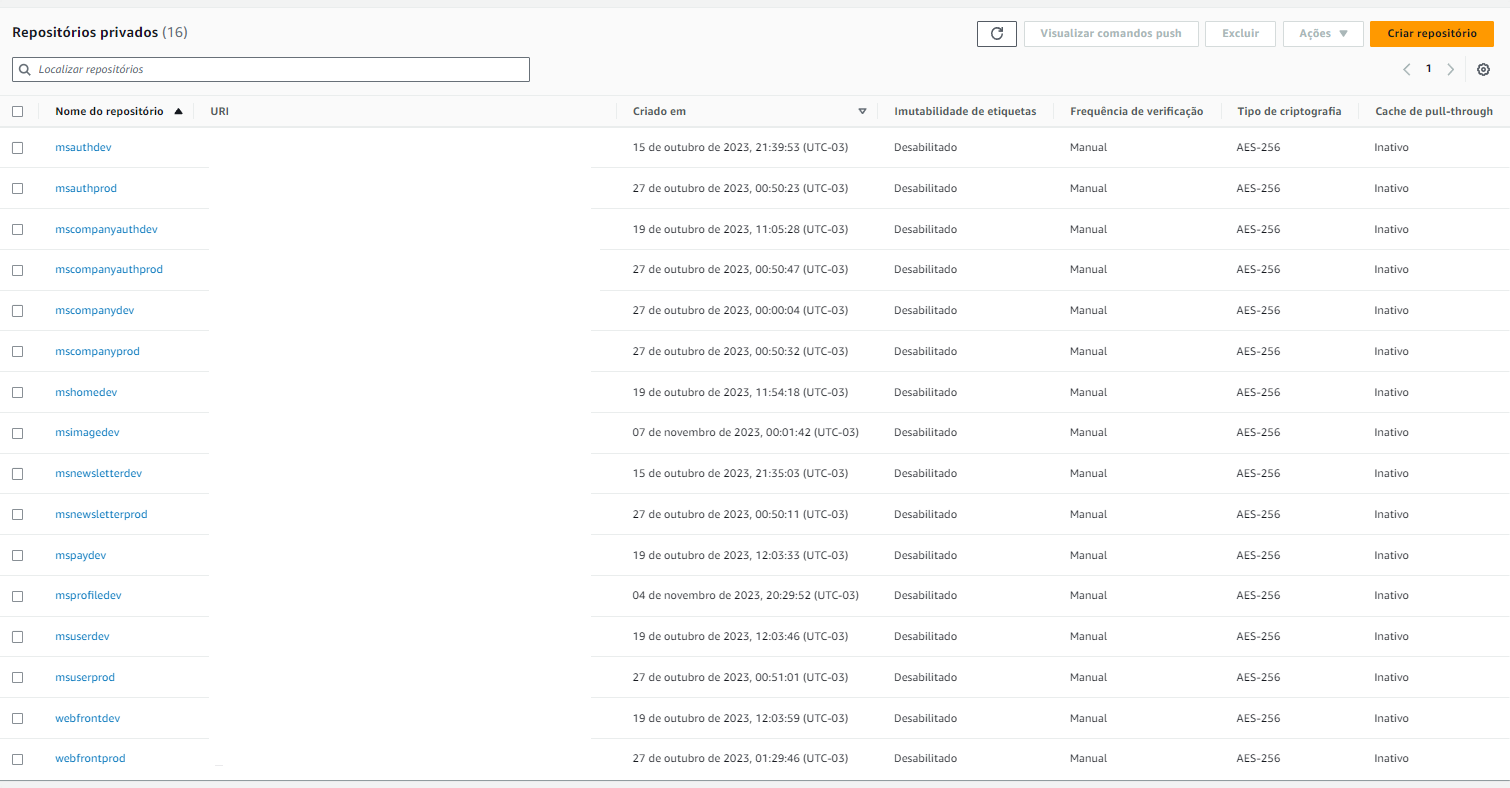 Repositórios privados (16)
Visualizar comandos push Excluir Ações Criar repositório
Localizar repositórios
1
Nome do repositório URI Criado em Imutabilidade de etiquetas Frequência de verificação Tipo de criptografia Cache de pull-through
msauthdev 15 de outubro de 2023, 21:39:53 (UTC-03) Desabilitado Manual AES-256 Inativo
msauthprod 27 de outubro de 2023, 00:50:23 (UTC-03) Desabilitado Manual AES-256 Inativo
mscompanyauthdev 19 de outubro de 2023, 11:05:28 (UTC-03) Desabilitado Manual AES-256 Inativo
mscompanyauthprod 27 de outubro de 2023, 00:50:47 (UTC-03) Desabilitado Manual AES-256 Inativo
mscompanydev 27 de outubro de 2023, 00:00:04 (UTC-03) Desabilitado Manual AES-256 Inativo
mscompanyprod 27 de outubro de 2023, 00:50:32 (UTC-03) Desabilitado Manual AES-256 Inativo
mshomedev 19 de outubro de 2023, 11:54:18 (UTC-03) Desabilitado Manual AES-256 Inativo
msimagedev 07 de novembro de 2023, 00:01:42 (UTC-03) Desabilitado Manual AES-256 Inativo
msnewsletterdev 15 de outubro de 2023, 21:35:03 (UTC-03) Desabilitado Manual AES-256 Inativo
msnewsletterprod 27 de outubro de 2023, 00:50:11 (UTC-03) Desabilitado Manual AES-256 Inativo
mspaydev 19 de outubro de 2023, 12:03:33 (UTC-03) Desabilitado Manual AES-256 Inativo
msprofiledev 04 de novembro de 2023, 20:29:52 (UTC-03) Desabilitado Manual AES-256 Inativo
msuserdev 19 de outubro de 2023, 12:03:46 (UTC-03) Desabilitado Manual AES-256 Inativo
msuserprod 27 de outubro de 2023, 00:51:01 (UTC-03) Desabilitado Manual AES-256 Inativo
webfrontdev 19 de outubro de 2023, 12:03:59 (UTC-03) Desabilitado Manual AES-256 Inativo
webfrontprod 27 de outubro de 2023, 01:29:46 (UTC-03) Desabilitado Manual AES-256 Inativo